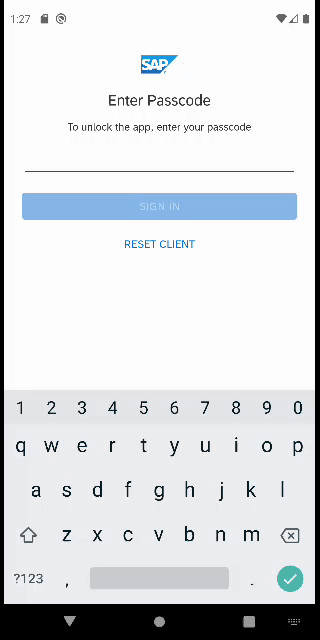 1:27
SAP
Enter Passcode
To unlock the app, enter your passcode
SIGN IN
RESET CLIENT
1 2 3 4 5 6 7 8 9 0
q w e r t y u i o p
a s d f g h j k l
z x c v b n m
?123 , .